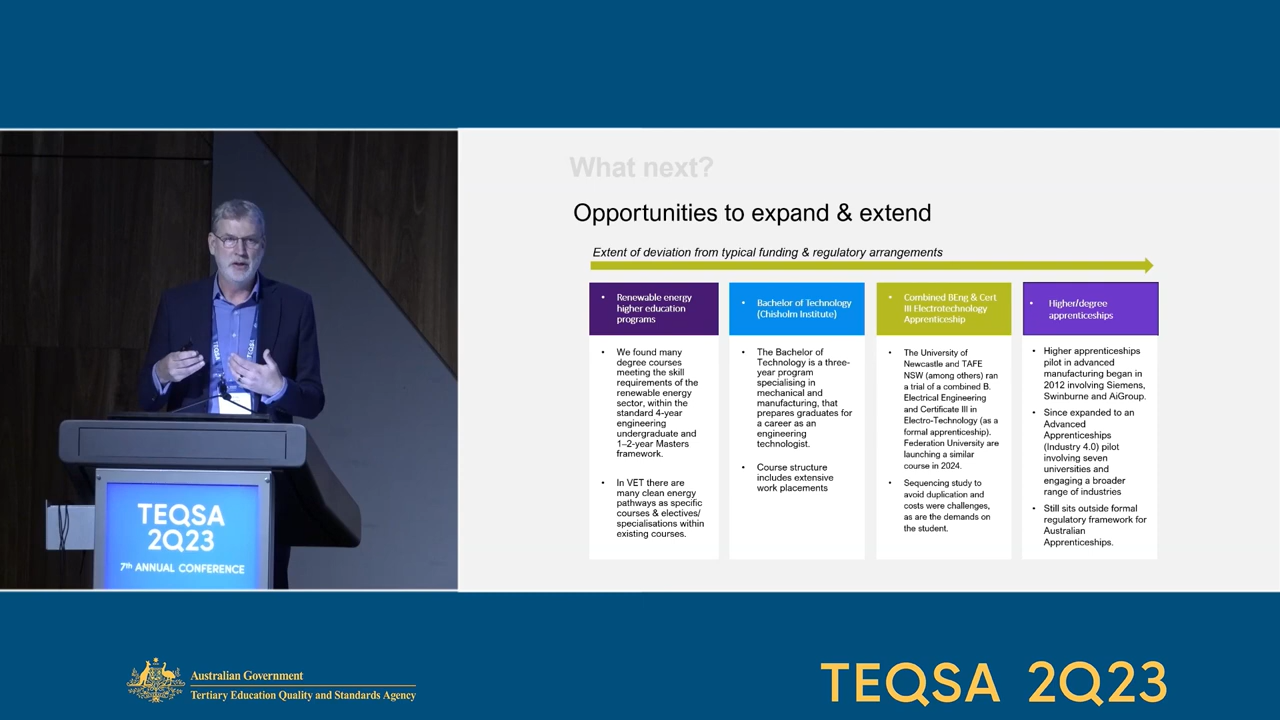 What next?
Opportunities to expand & extend
Extent of deviation from typical funding & regulatory arrangements
• Renewable energy
higher education
programs
• We found many
degree courses
meeting the skill
requirements of the
renewable energy
sector, within the
standard 4-year
engineering
undergraduate and
1–2-year Masters
framework.
• In VET there are
many clean energy
pathways as specific
courses & electives/
specialisations within
existing courses.
• Bachelor of Technology
(Chisholm Institute)
• The Bachelor of
Technology is a three-
year program
specialising in
mechanical and
manufacturing, that
prepares graduates for
a career as an
engineering
technologist.
• Course structure
includes extensive
work placements
• Combined BEng & Cert
III Electrotechnology
Apprenticeship
• The University of
Newcastle and TAFE
NSW (among others) ran
a trial of a combined B.
Electrical Engineering
and Certificate III in
Electro-Technology (as a
formal apprenticeship).
Federation University are
launching a similar
course in 2024.
• Sequencing study to
avoid duplication and
costs were challenges,
as are the demands on
the student.
• Higher/degree
apprenticeships
• Higher apprenticeships
pilot in advanced
manufacturing began in
2012 involving Siemens,
Swinburne and AiGroup.
• Since expanded to an
Advanced
Apprenticeships
(Industry 4.0) pilot
involving seven
universities and
engaging a broader
range of industries
• Still sits outside formal
regulatory framework for
Australian
Apprenticeships.
TEQSA
2Q23
7th ANNUAL CONFERENCE
Australian Government
Tertiary Education Quality and Standards Agency
TEQSA 2Q23